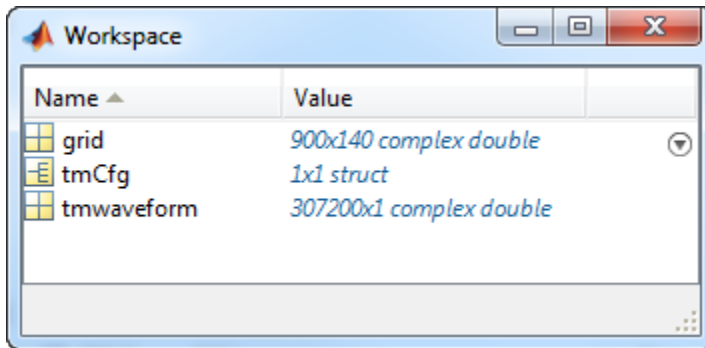 Workspace
Name Value
grid 900x140 complex double
tmCfg 1x1 struct
tmwaveform 307200x1 complex double